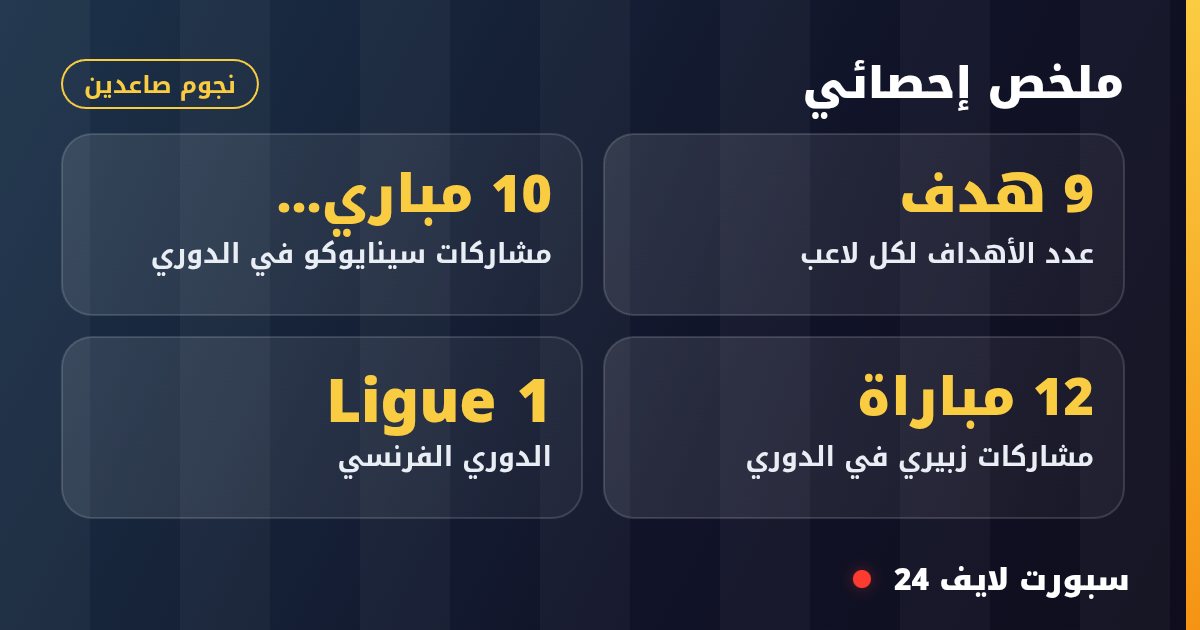 ملخص إحصائي
نجوم صاعدين
9 هدف
عدد الأهداف لكل لاعب
10 مباري...
مشاركات سينايوكو في الدوري
12 مباراة
مشاركات زبيري في الدوري
Ligue 1
الدوري الفرنسي
سبورت لايف 24